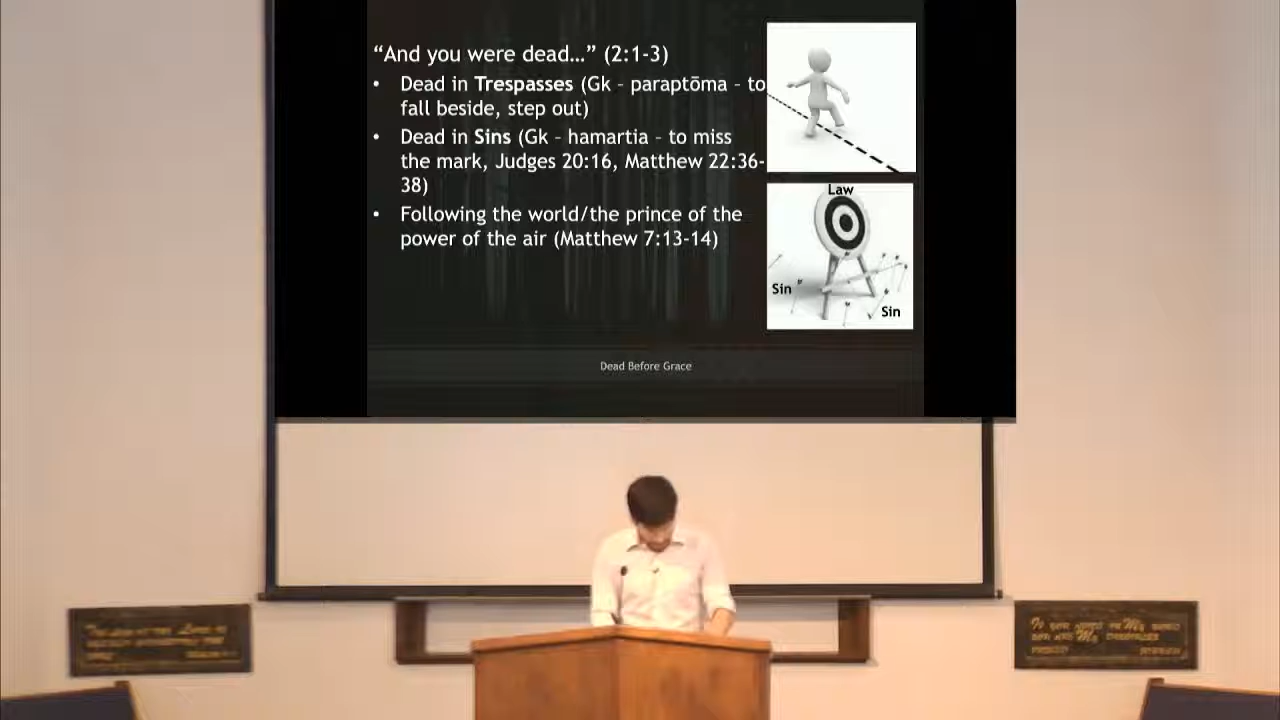 “And you were dead…” (2:1-3)
• Dead in Trespasses (Gk – paraptōma – to
fall beside, step out)
• Dead in Sins (Gk – hamartia – to miss
the mark, Judges 20:16, Matthew 22:36-
38)
• Following the world/the prince of the
power of the air (Matthew 7:13-14)
Law
Sin
Sin
Dead Before Grace